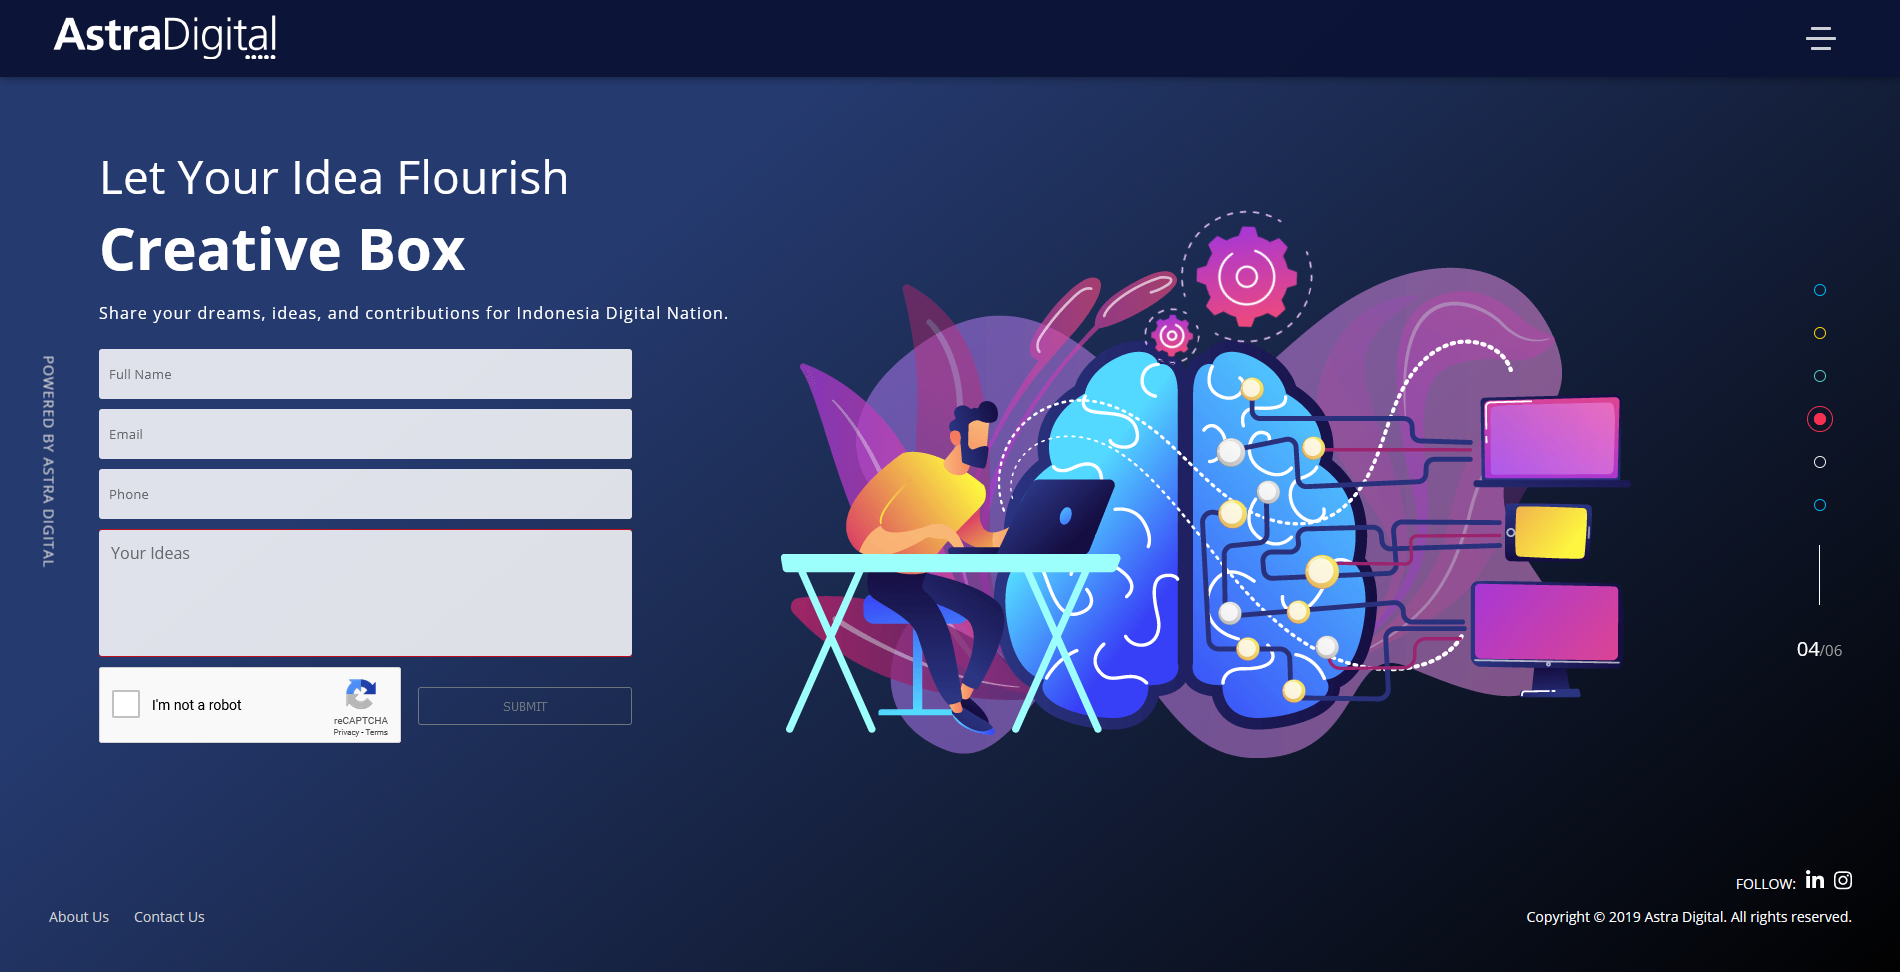 AstraDigital
Let Your Idea Flourish
Creative Box
Share your dreams, ideas, and contributions for Indonesia Digital Nation.
POWERED BY ASTRA DIGITAL
Full Name
Email
Phone
Your Ideas
I'm not a robot
reCAPTCHA
Privacy - Terms
SUBMIT
04/06
FOLLOW:
About Us
Contact Us
Copyright © 2019 Astra Digital. All rights reserved.